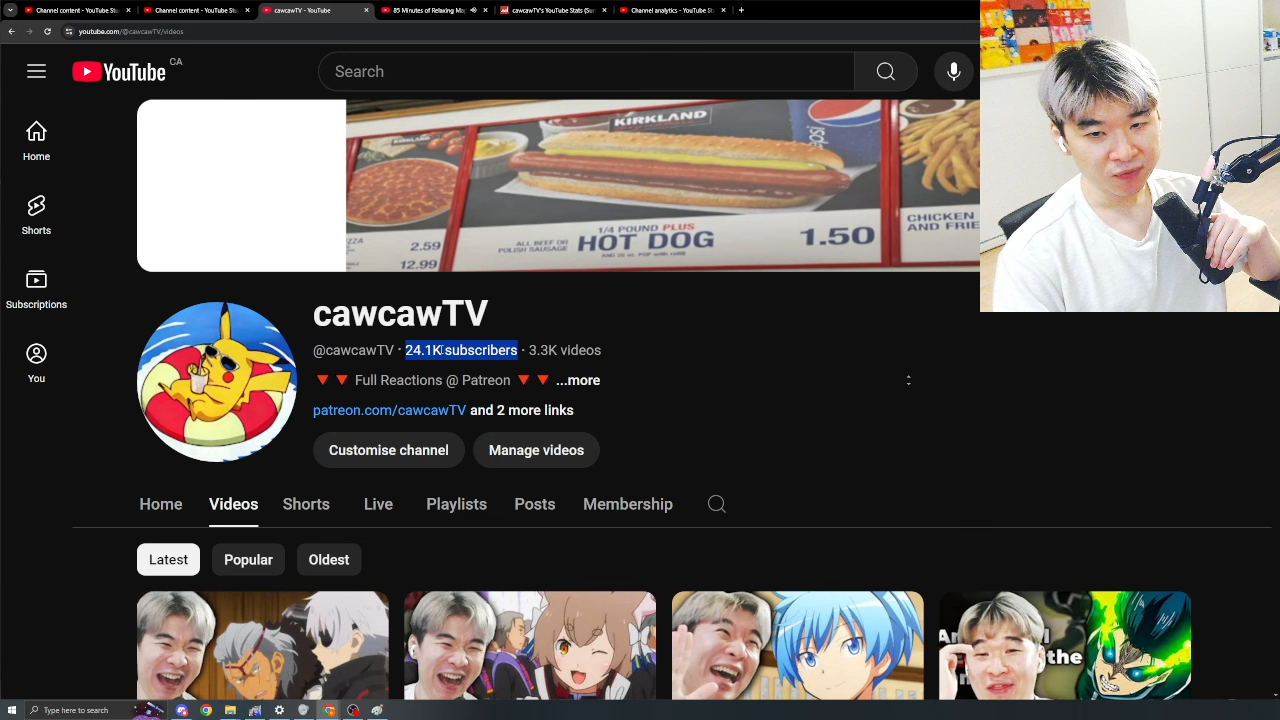 Channel content - YouTube Stu
Channel content - YouTube Stu
cawcawTV - YouTube
85 Minutes of Relaxing Mo
cawcawTV's YouTube Stats (Su
Channel analytics - YouTube St
youtube.com/@cawcawTV/videos
YouTube CA
Search
Home
Shorts
Subscriptions
You
KIRKLAND
pepsi
2.59
12.99
1/4 POUND PLUS
ALL BEEF OR
POLISH SAUSAGE
HOT DOG
1.50
CHICKEN
AND FRIE
cawcawTV
@cawcawTV · 24.1K subscribers · 3.3K videos
Full Reactions @ Patreon ...more
patreon.com/cawcawTV and 2 more links
Customise channel
Manage videos
Home
Videos
Shorts
Live
Playlists
Posts
Membership
Latest
Popular
Oldest
the
Type here to search